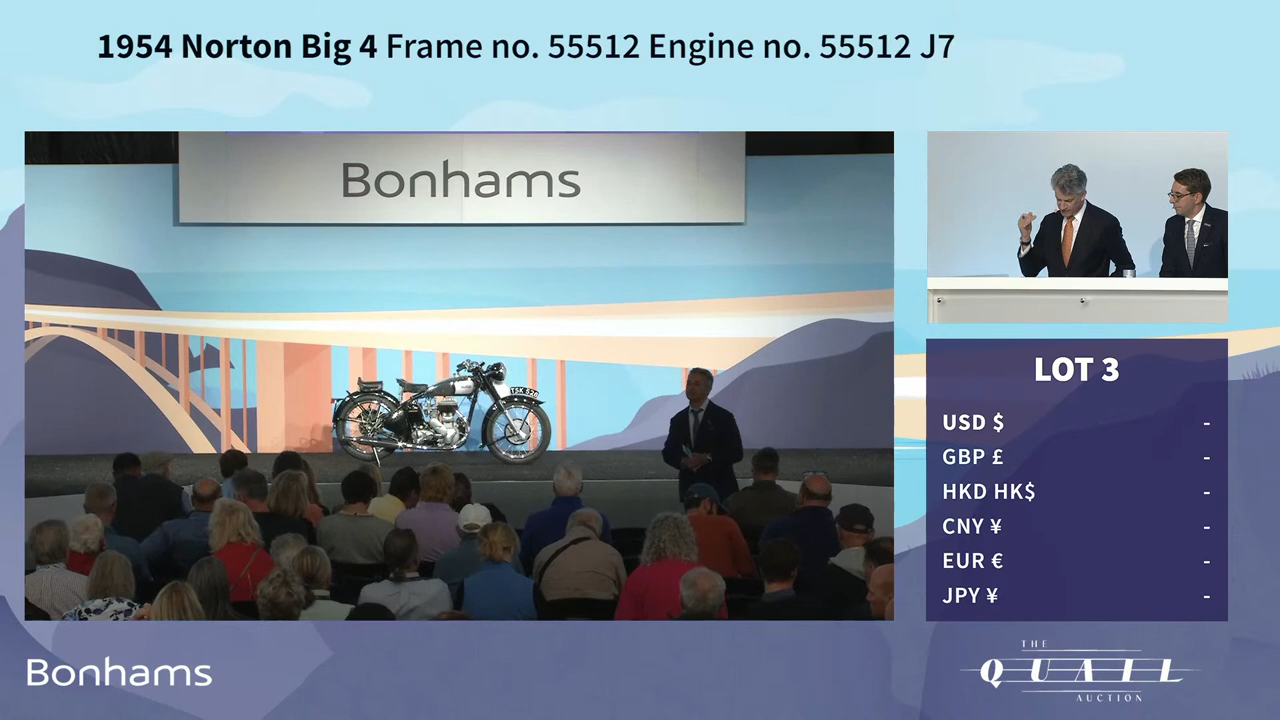 1954 Norton Big 4 Frame no. 55512 Engine no. 55512 J7
Bonhams
LOT 3
USD $ -
GBP £ -
HKD HK$ -
CNY ¥ -
EUR € -
JPY ¥ -
Bonhams
THE
QUAIL
AUCTION